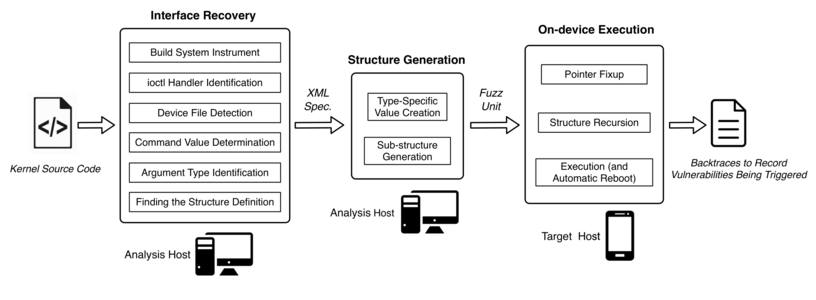 Interface Recovery
Build System Instrument
ioctl Handler Identification
Device File Detection
Command Value Determination
Argument Type Identification
Finding the Structure Definition
Kernel Source Code
</>
Analysis Host
XML
Spec.
Structure Generation
Type-Specific
Value Creation
Sub-structure
Generation
Analysis Host
Fuzz
Unit
On-device Execution
Pointer Fixup
Structure Recursion
Execution (and
Automatic Reboot)
Target Host
Backtraces to Record
Vulnerabilities Being Triggered